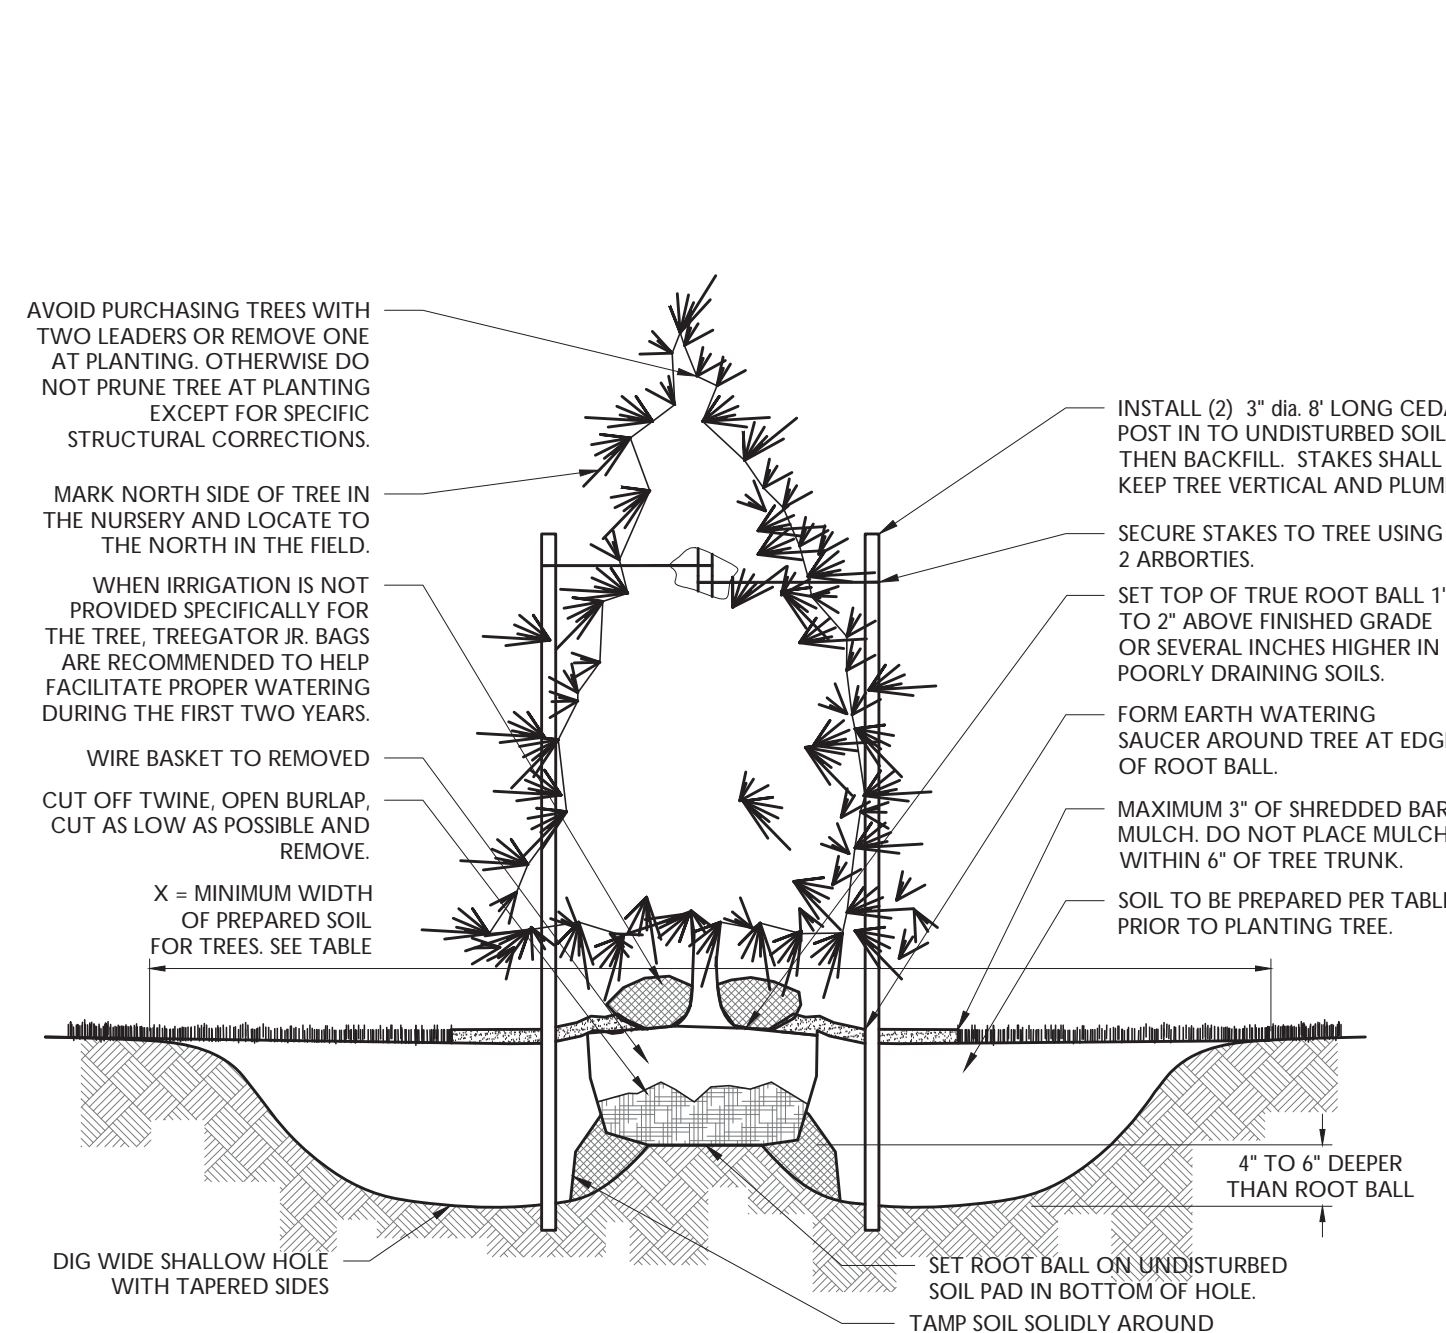 AVOID PURCHASING TREES WITH
TWO LEADERS OR REMOVE ONE
AT PLANTING. OTHERWISE DO
NOT PRUNE TREE AT PLANTING
EXCEPT FOR SPECIFIC
STRUCTURAL CORRECTIONS.
MARK NORTH SIDE OF TREE IN
THE NURSERY AND LOCATE TO
THE NORTH IN THE FIELD.
WHEN IRRIGATION IS NOT
PROVIDED SPECIFICALLY FOR
THE TREE, TREEGATOR JR. BAGS
ARE RECOMMENDED TO HELP
FACILITATE PROPER WATERING
DURING THE FIRST TWO YEARS.
WIRE BASKET TO REMOVED
CUT OFF TWINE, OPEN BURLAP,
CUT AS LOW AS POSSIBLE AND
REMOVE.
X = MINIMUM WIDTH
OF PREPARED SOIL
FOR TREES. SEE TABLE
DIG WIDE SHALLOW HOLE
WITH TAPERED SIDES
INSTALL (2) 3" dia. 8' LONG
POST IN TO UNDISTURBED SOIL
THEN BACKFILL. STAKES SHALL
KEEP TREE VERTICAL AND
SECURE STAKES TO TREE USING
2 ARBORTIES.
SET TOP OF TRUE ROOT BALL 1"
TO 2" ABOVE FINISHED GRADE
OR SEVERAL INCHES HIGHER IN
POORLY DRAINING SOILS.
FORM EARTH WATERING
SAUCER AROUND TREE AT EDGE
OF ROOT BALL.
MAXIMUM 3" OF SHREDDED
MULCH. DO NOT PLACE MULCH
WITHIN 6" OF TREE TRUNK.
SOIL TO BE PREPARED PER TABLE
PRIOR TO PLANTING TREE.
4" TO 6" DEEPER
THAN ROOT BALL
SET ROOT BALL ON UNDISTURBED
SOIL PAD IN BOTTOM OF HOLE.
TAMP SOIL SOLIDLY AROUND